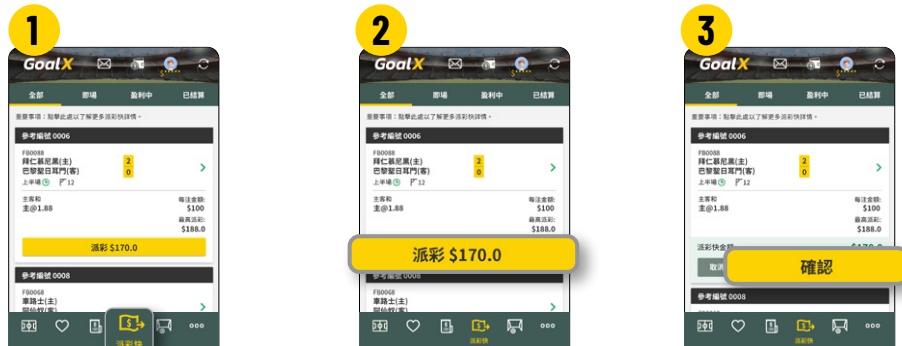 1
GoalX
全部 即場 盈利中 已結算
重要事項：點擊此處以了解更多派彩快詳情。
參考編號 0006
FB0088
拜仁慕尼黑(主) 2
巴黎聖日耳門(客) 0
上半場 12
主客和 每注金額:
主@1.88 $100
最高派彩:
$188.0
派彩 $170.0
參考編號 0008
FB0068
車路士(主)
派彩快
2
GoalX
全部 即場 盈利中 已結算
重要事項：點擊此處以了解更多派彩快詳情。
參考編號 0006
FB0088
拜仁慕尼黑(主) 2
巴黎聖日耳門(客) 0
上半場 12
主客和 每注金額:
主@1.88 $100
最高派彩:
$188.0
派彩 $170.0
參考編號 0008
FB0068
車路士(主)
派彩快
3
GoalX
全部 即場 盈利中 已結算
重要事項：點擊此處以了解更多派彩快詳情。
參考編號 0006
FB0088
拜仁慕尼黑(主) 2
巴黎聖日耳門(客) 0
上半場 12
主客和 每注金額:
主@1.88 $100
最高派彩:
$188.0
派彩快金額
確認
參考編號 0008
FB0068
車路士(主)
派彩快